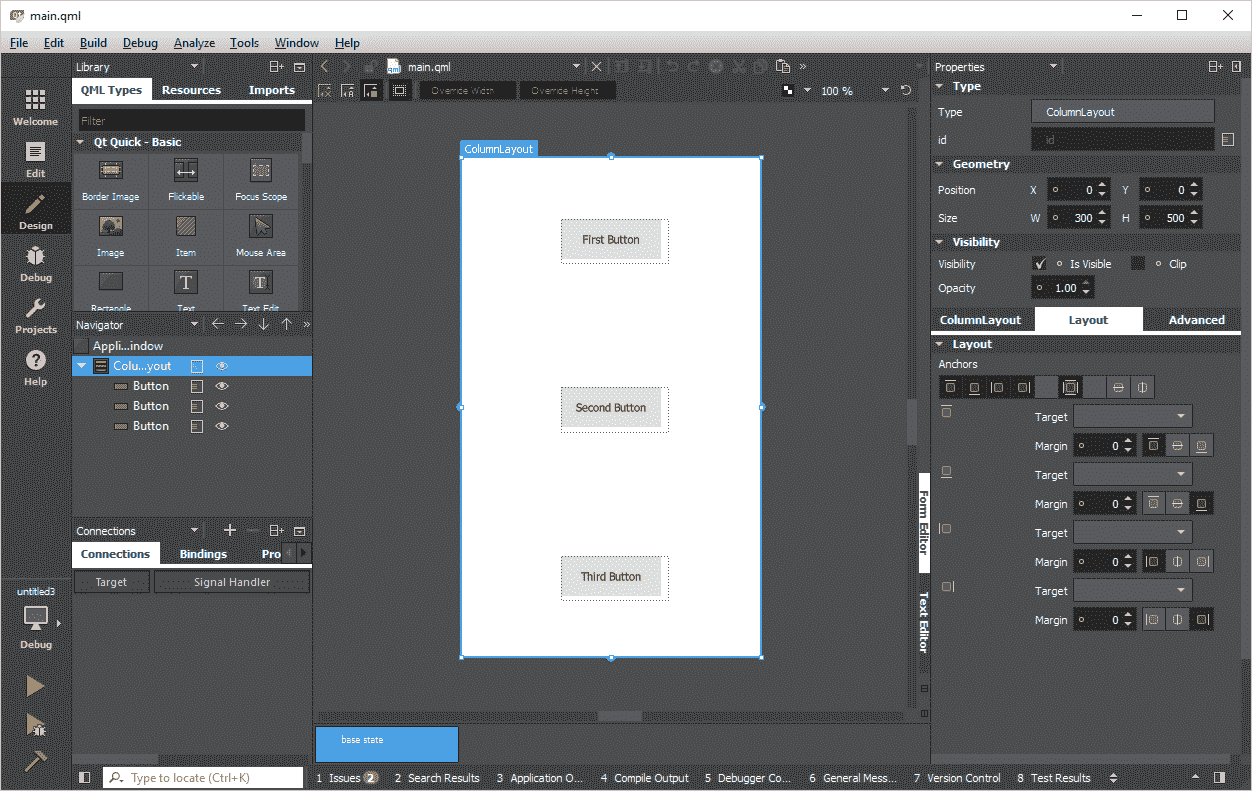 main.qml
File Edit Build Debug Analyze Tools Window Help
Library
main.qml
Properties
QML Types Resources Imports
Override Width Override Height
100 %
Type
Filter
Type ColumnLayout
Qt Quick - Basic
id id
Welcome
Border Image Flickable Focus Scope
Geometry
Edit
Position X 0 Y 0
Design
Image Item Mouse Area
Size W 300 H 500
Debug
Rectangle Text Text Edit
Visibility
Visibility Is Visible Clip
Opacity 1.00
Projects
Navigator
ColumnLayout Layout Advanced
Help
Appli...indow
Layout
Colu...yout
Anchors
Button
Button
Button
ColumnLayout
First Button
Second Button
Third Button
Target
Margin 0
Target
Margin 0
Target
Margin 0
Target
Margin 0
Form Editor
Text Editor
Connections
Connections Bindings Pro
Target Signal Handler
untitled3
Debug
base state
Type to locate (Ctrl+K)
1 Issues 2 2 Search Results 3 Application O... 4 Compile Output 5 Debugger Co... 6 General Mess... 7 Version Control 8 Test Results